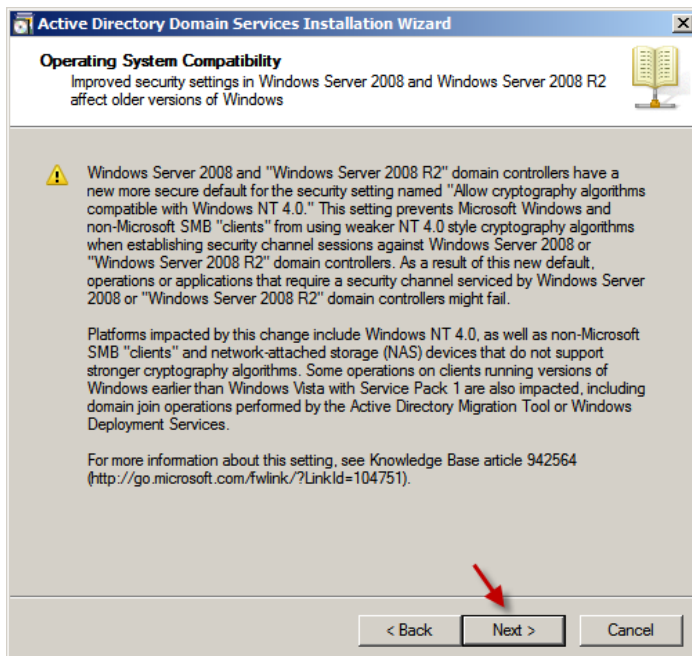 Active Directory Domain Services Installation Wizard
Operating System Compatibility
Improved security settings in Windows Server 2008 and Windows Server 2008 R2
affect older versions of Windows
Windows Server 2008 and "Windows Server 2008 R2" domain controllers have a
new more secure default for the security setting named "Allow cryptography algorithms
compatible with Windows NT 4.0." This setting prevents Microsoft Windows and
non-Microsoft SMB "clients" from using weaker NT 4.0 style cryptography algorithms
when establishing security channel sessions against Windows Server 2008 or
"Windows Server 2008 R2" domain controllers. As a result of this new default,
operations or applications that require a security channel serviced by Windows Server
2008 or "Windows Server 2008 R2" domain controllers might fail.
Platforms impacted by this change include Windows NT 4.0, as well as non-Microsoft
SMB "clients" and network-attached storage (NAS) devices that do not support
stronger cryptography algorithms. Some operations on clients running versions of
Windows earlier than Windows Vista with Service Pack 1 are also impacted, including
domain join operations performed by the Active Directory Migration Tool or Windows
Deployment Services.
For more information about this setting, see Knowledge Base article 942564
(http://go.microsoft.com/fwlink/?LinkId=104751).
< Back
Next >
Cancel